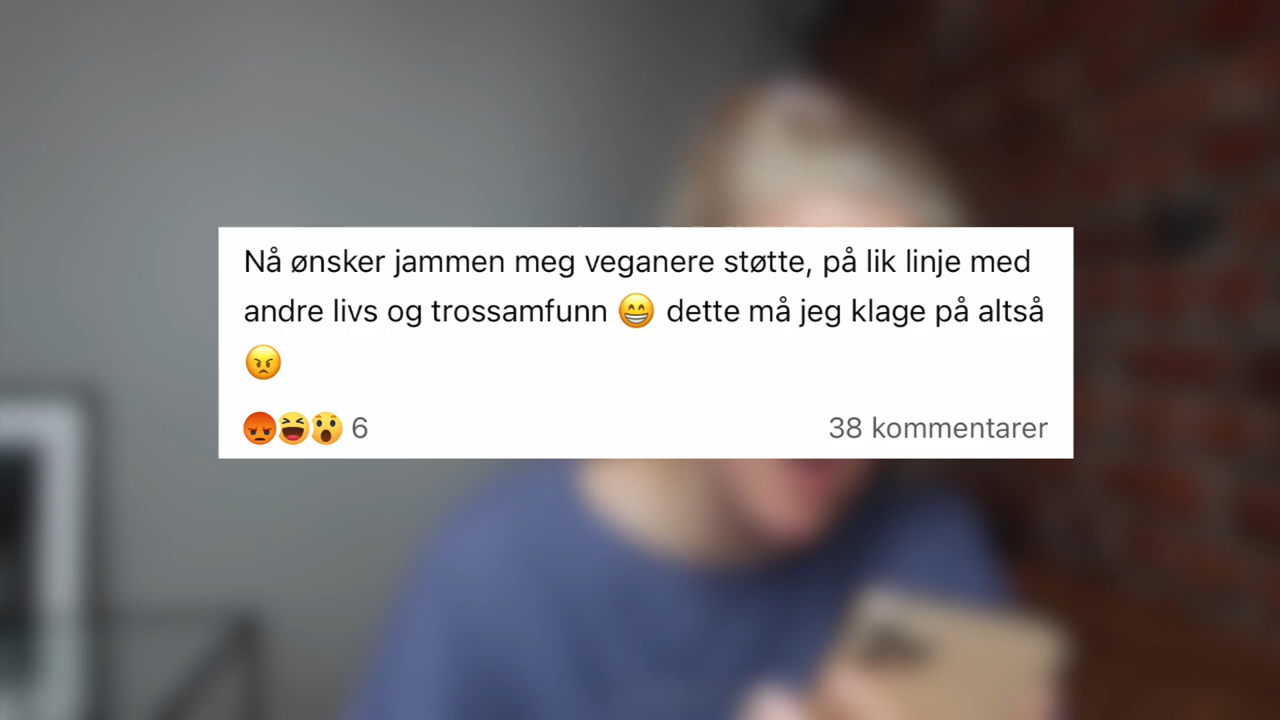 Nå ønsker jammen meg veganere støtte, på lik linje med
andre livs og trossamfunn 😁 dette må jeg klage på altså
😠
😡😆😮 6
38 kommentarer